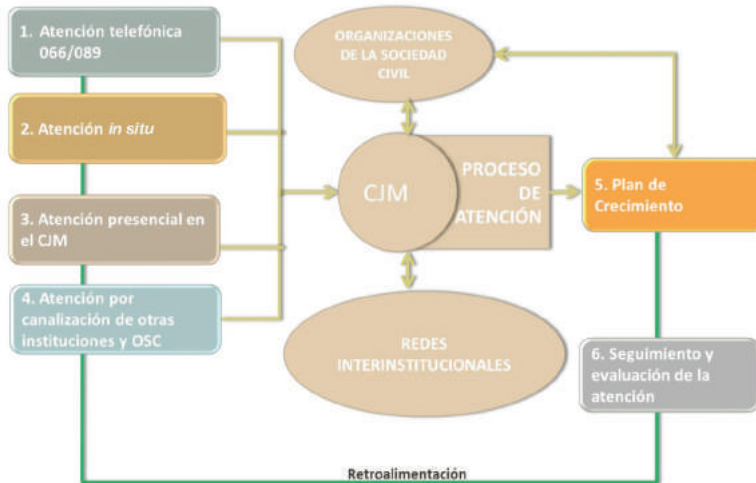 1. Atención telefónica
066/089
2. Atención in situ
3. Atención presencial en
el CJM
4. Atención por
canalización de otras
instituciones y OSC
ORGANIZACIONES
DE LA SOCIEDAD
CIVIL
CJM
PROCESO
DE
ATENCIÓN
REDES
INTERINSTITUCIONALES
5. Plan de
Crecimiento
6. Seguimiento y
evaluación de la
atención
Retroalimentación